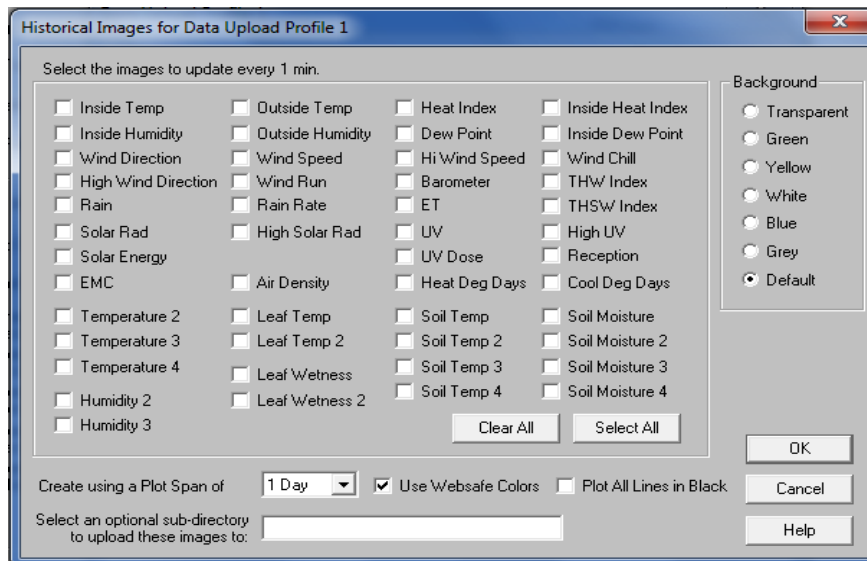 Historical Images for Data Upload Profile 1
Select the images to update every 1 min.
Inside Temp Outside Temp Heat Index Inside Heat Index
Inside Humidity Outside Humidity Dew Point Inside Dew Point
Wind Direction Wind Speed Hi Wind Speed Wind Chill
High Wind Direction Wind Run Barometer THW Index
Rain Rain Rate ET THSW Index
Solar Rad High Solar Rad UV High UV
Solar Energy UV Dose Reception
EMC Air Density Heat Deg Days Cool Deg Days
Temperature 2 Leaf Temp Soil Temp Soil Moisture
Temperature 3 Leaf Temp 2 Soil Temp 2 Soil Moisture 2
Temperature 4 Leaf Wetness Soil Temp 3 Soil Moisture 3
Humidity 2 Leaf Wetness 2 Soil Temp 4 Soil Moisture 4
Humidity 3
Clear All Select All
Background
Transparent
Green
Yellow
White
Blue
Grey
Default
Create using a Plot Span of 1 Day Use Websafe Colors Plot All Lines in Black
Select an optional sub-directory
to upload these images to:
OK
Cancel
Help